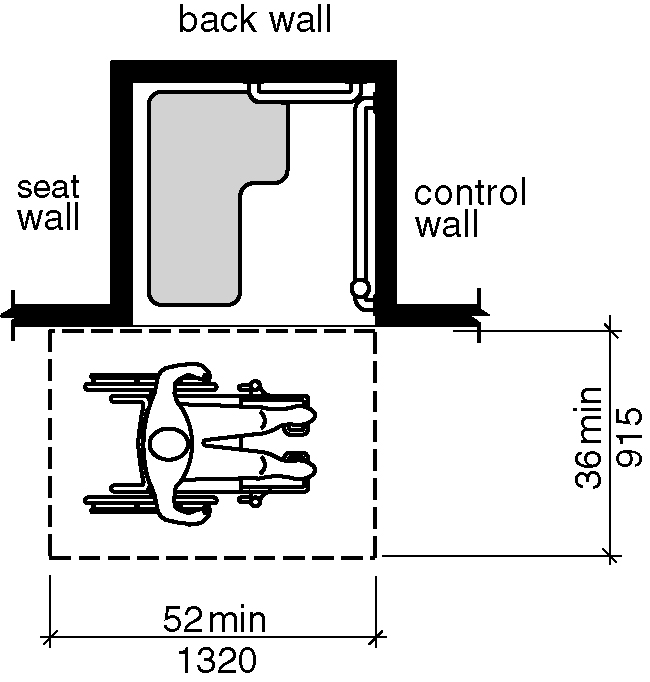 back wall
seat
wall
control
wall
36 min
915
52 min
1320